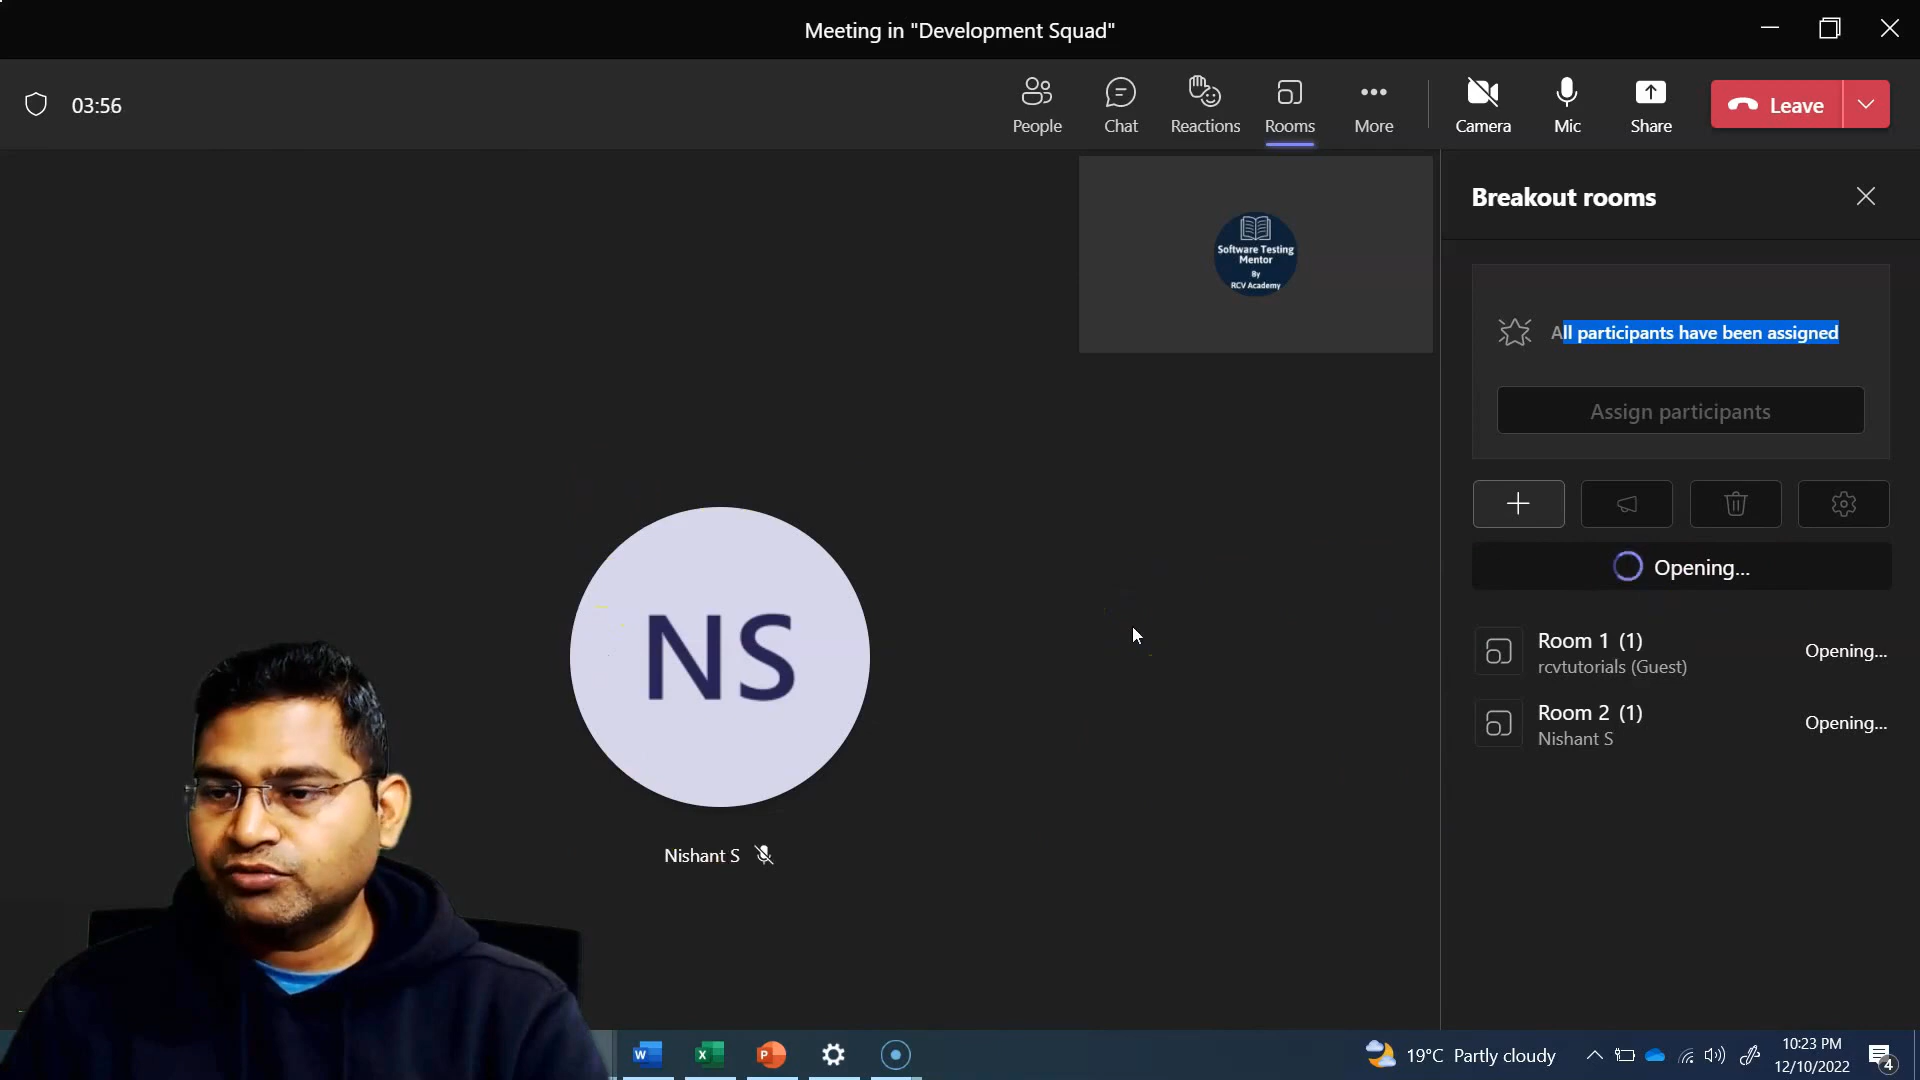 Meeting in "Development Squad"
03:56
People
Chat
Reactions
Rooms
More
Camera
Mic
Share
Leave
Software Testing
Mentor
By
RCV Academy
Breakout rooms
All participants have been assigned
Assign participants
Opening...
Room 1 (1)
rcvtutorials (Guest)
Opening...
Room 2 (1)
Nishant S
Opening...
NS
Nishant S
W
X
P
19°C Partly cloudy
10:23 PM
12/10/2022
4